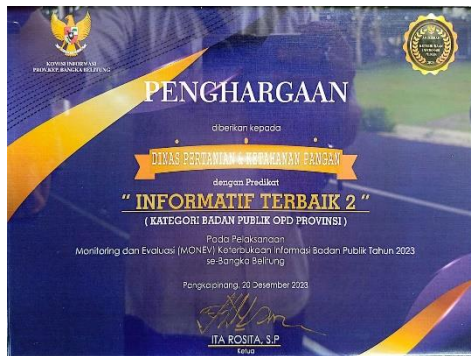 KOMISI INFORMASI
PROV.KEP. BANGKA BELITUNG
PENGHARGAAN
diberikan kepada
DINAS PERTANIAN & KETAHANAN PANGAN
dengan Predikat
" INFORMATIF TERBAIK 2 "
( KATEGORI BADAN PUBLIK OPD PROVINSI )
Pada Pelaksanaan
Monitoring dan Evaluasi (MONEV) Keterbukaan Informasi Badan Publik Tahun 2023
se-Bangka Belitung
Pangkalpinang, 20 Desember 2023
ITA ROSITA, S.P
Ketua